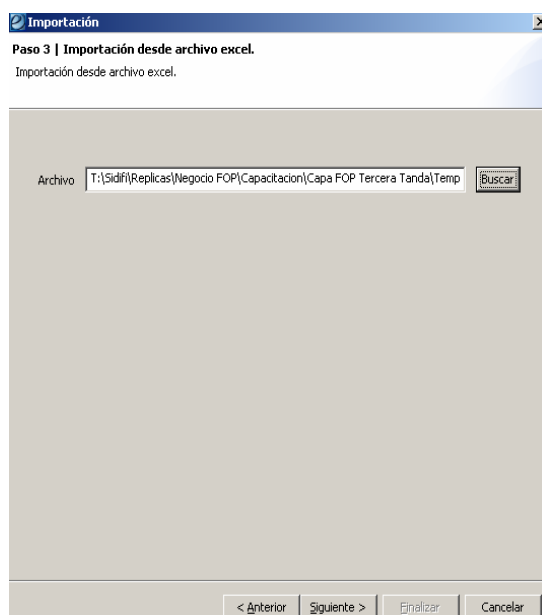 Importación
Paso 3 | Importación desde archivo excel.
Importación desde archivo excel.
Archivo T:\Sidifi\Replicas\Negocio FOP\Capacitacion\Capa FOP Tercera Tanda\Temp Buscar
< Anterior Siguiente > Finalizar Cancelar